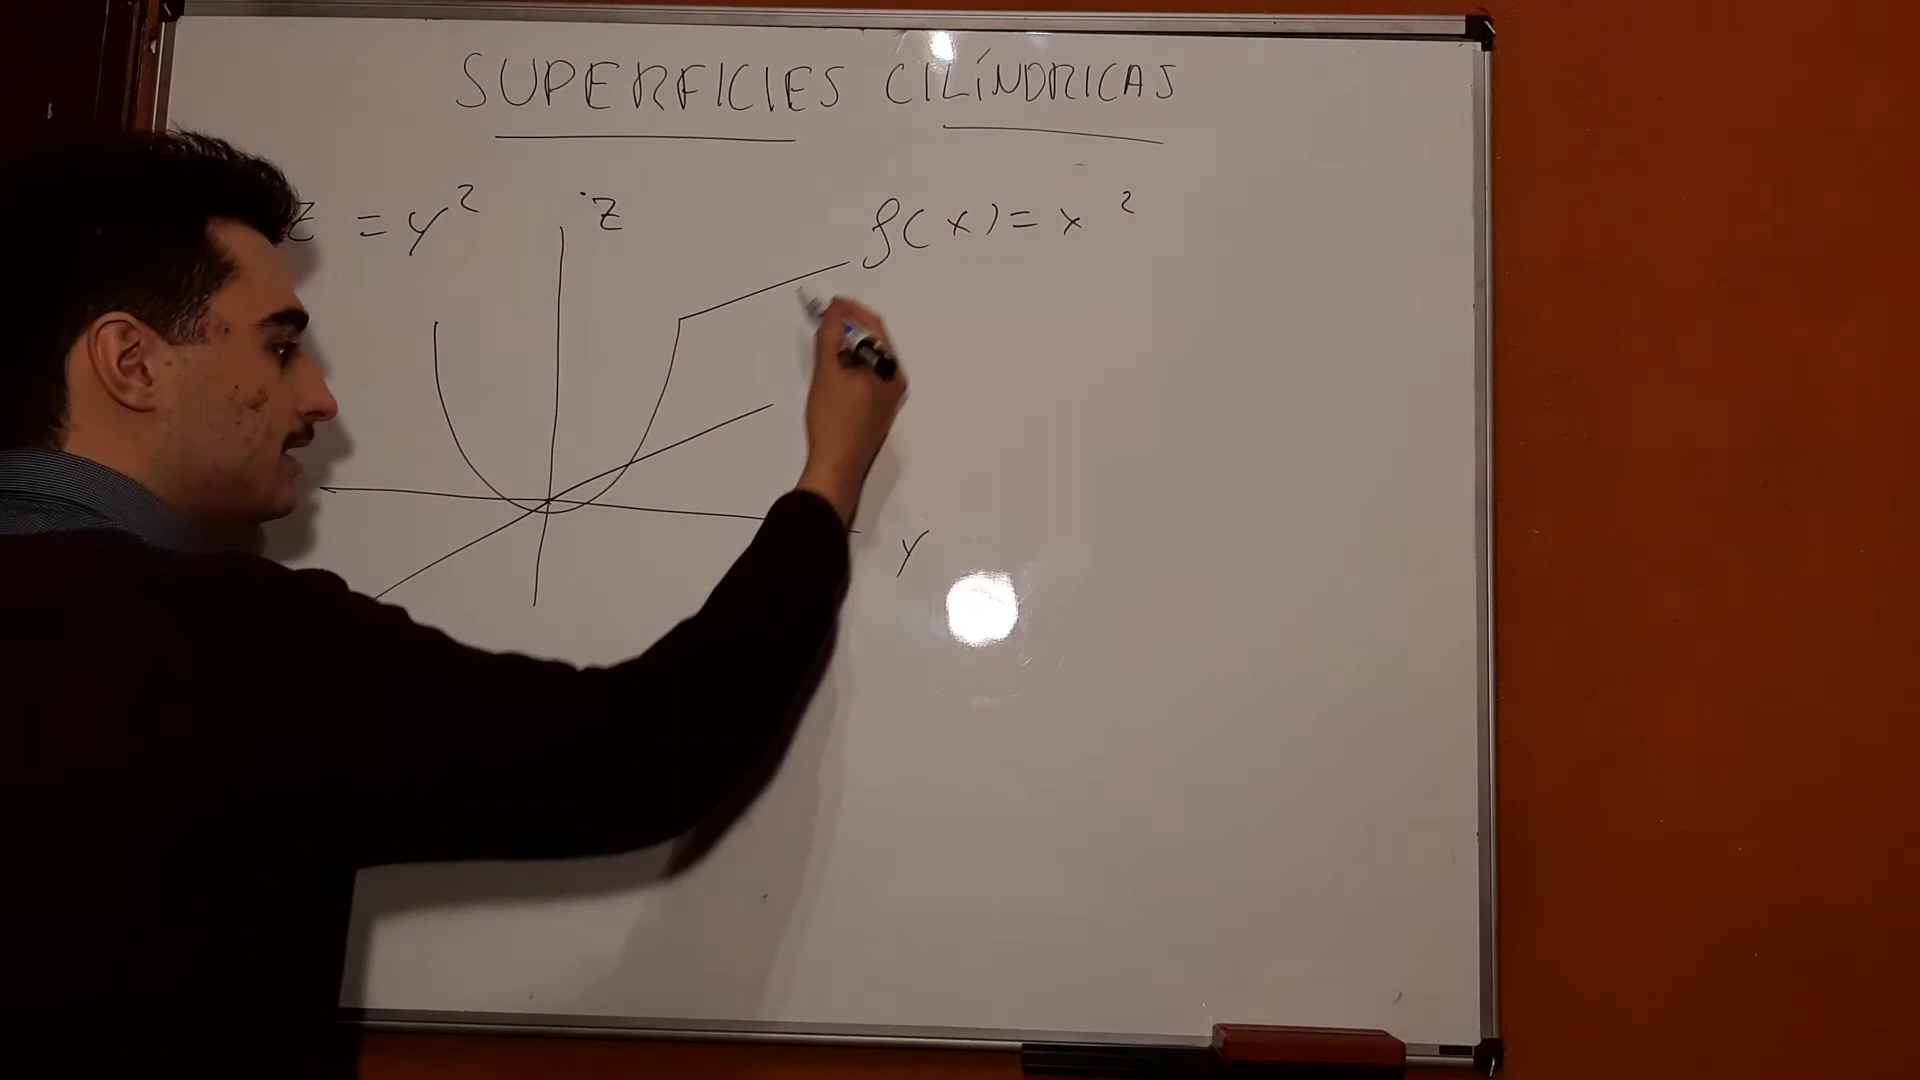 SUPERFICIES CILÍNDRICAS
z = y²
z
f(x) = x²
y